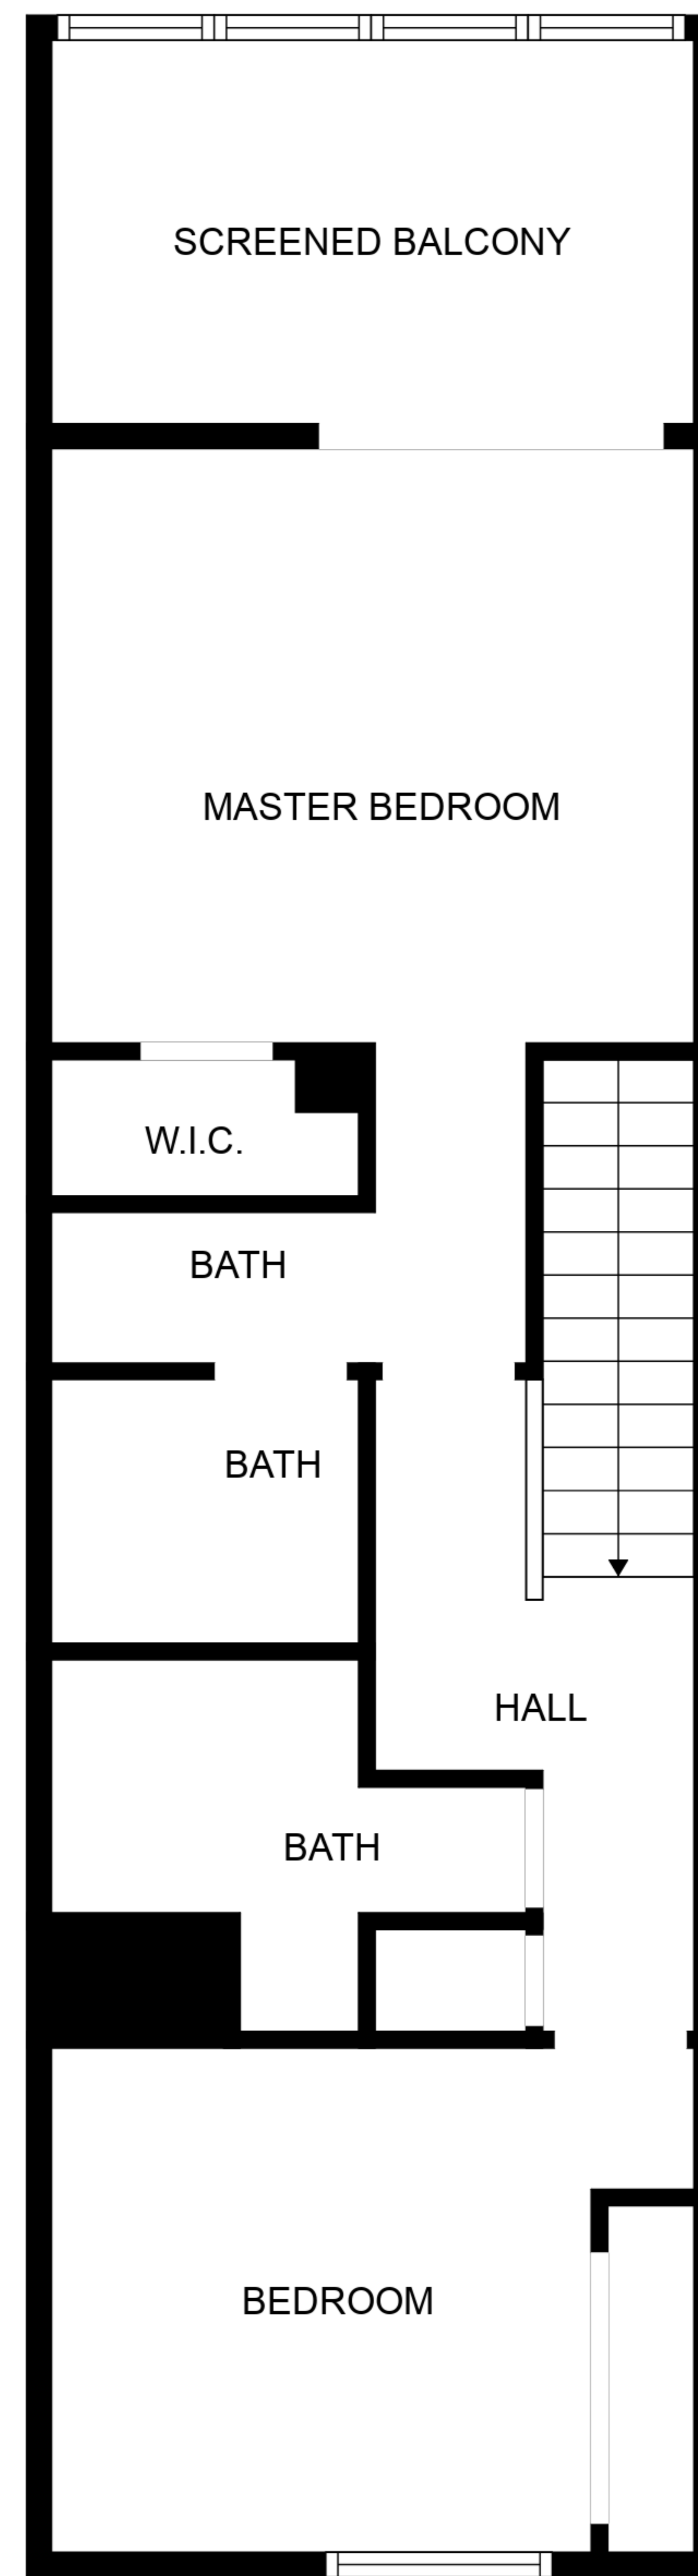 SCREENED BALCONY
MASTER BEDROOM
W.I.C.
BATH
BATH
HALL
BATH
BEDROOM